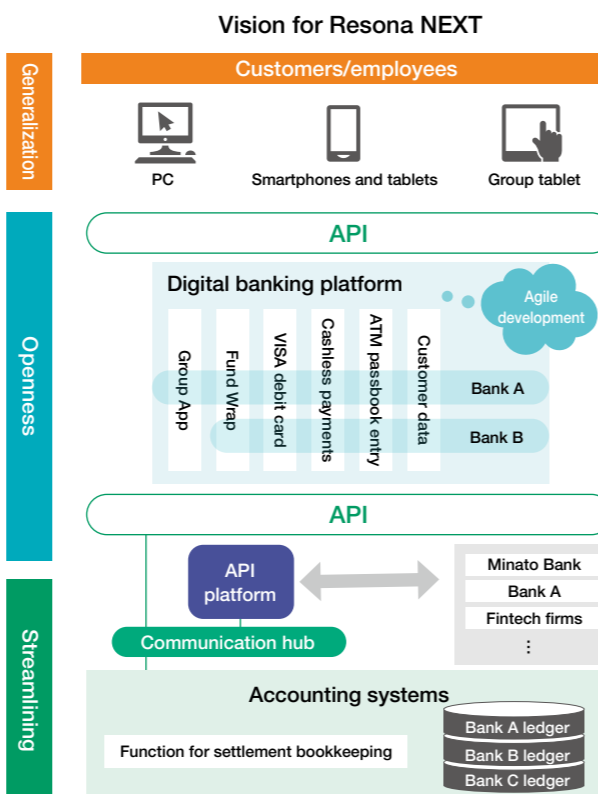 Vision for Resona NEXT
Generalization
Customers/employees
PC
Smartphones and tablets
Group tablet
Openness
API
Digital banking platform
Agile
development
Group App
Fund Wrap
VISA debit card
Cashless payments
ATM passbook entry
Customer data
Bank A
Bank B
API
API
platform
Minato Bank
Bank A
Fintech firms
⋮
Communication hub
Streamlining
Accounting systems
Function for settlement bookkeeping
Bank A ledger
Bank B ledger
Bank C ledger